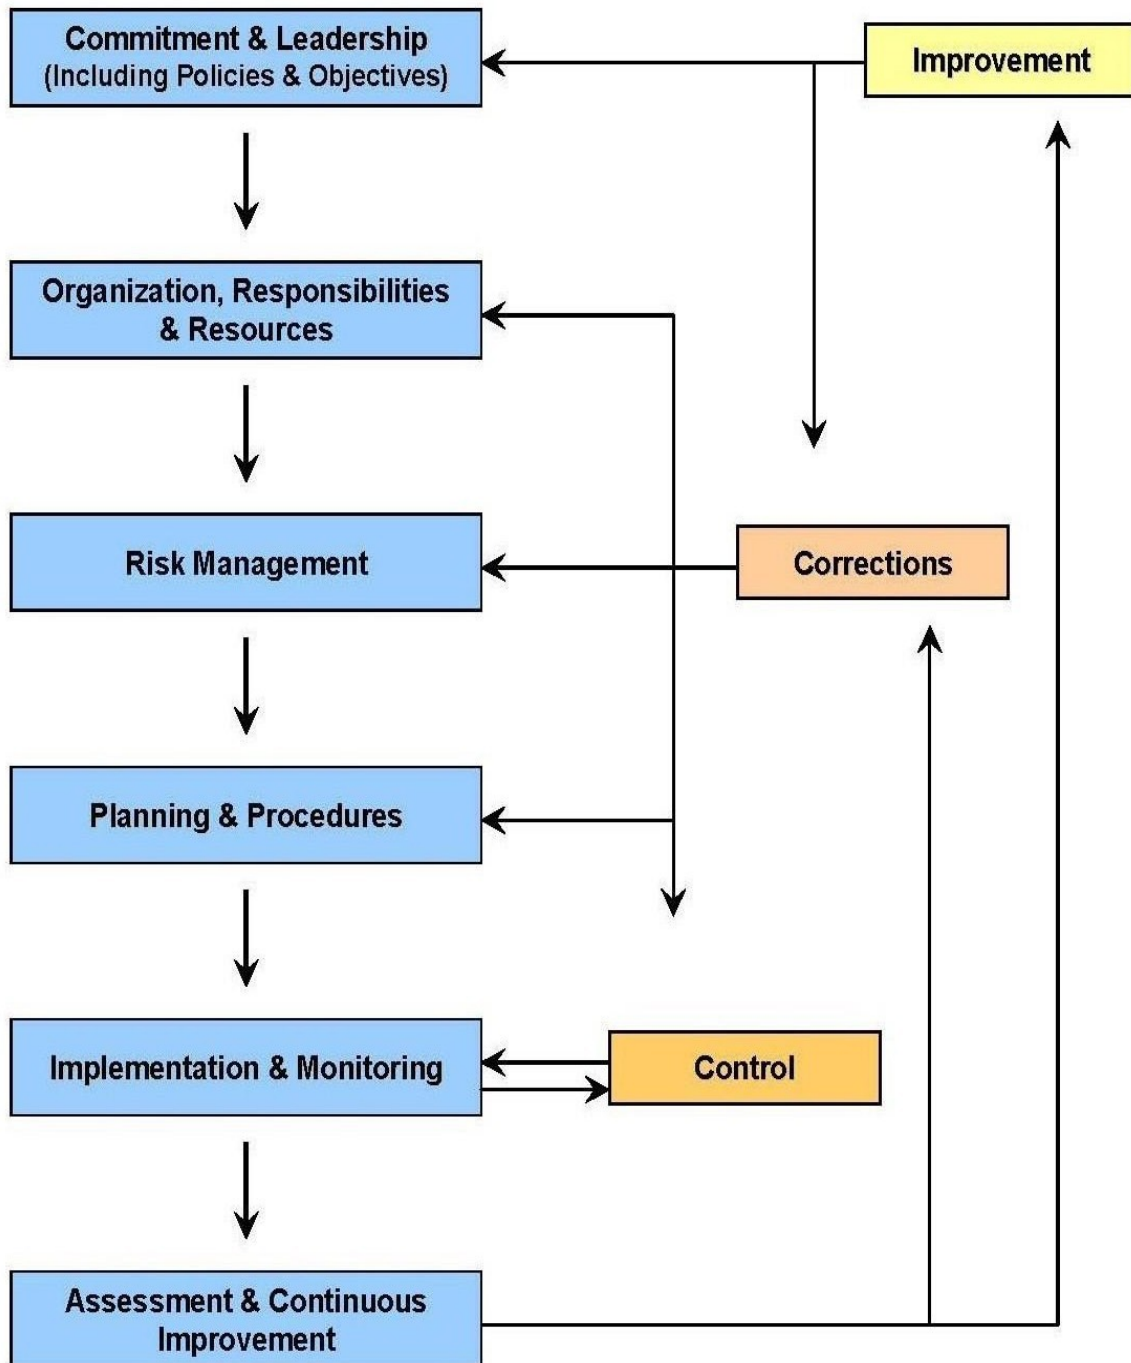 Commitment & Leadership
(Including Policies & Objectives)
Improvement
Organization, Responsibilities
& Resources
Risk Management
Corrections
Planning & Procedures
Implementation & Monitoring
Control
Assessment & Continuous
Improvement